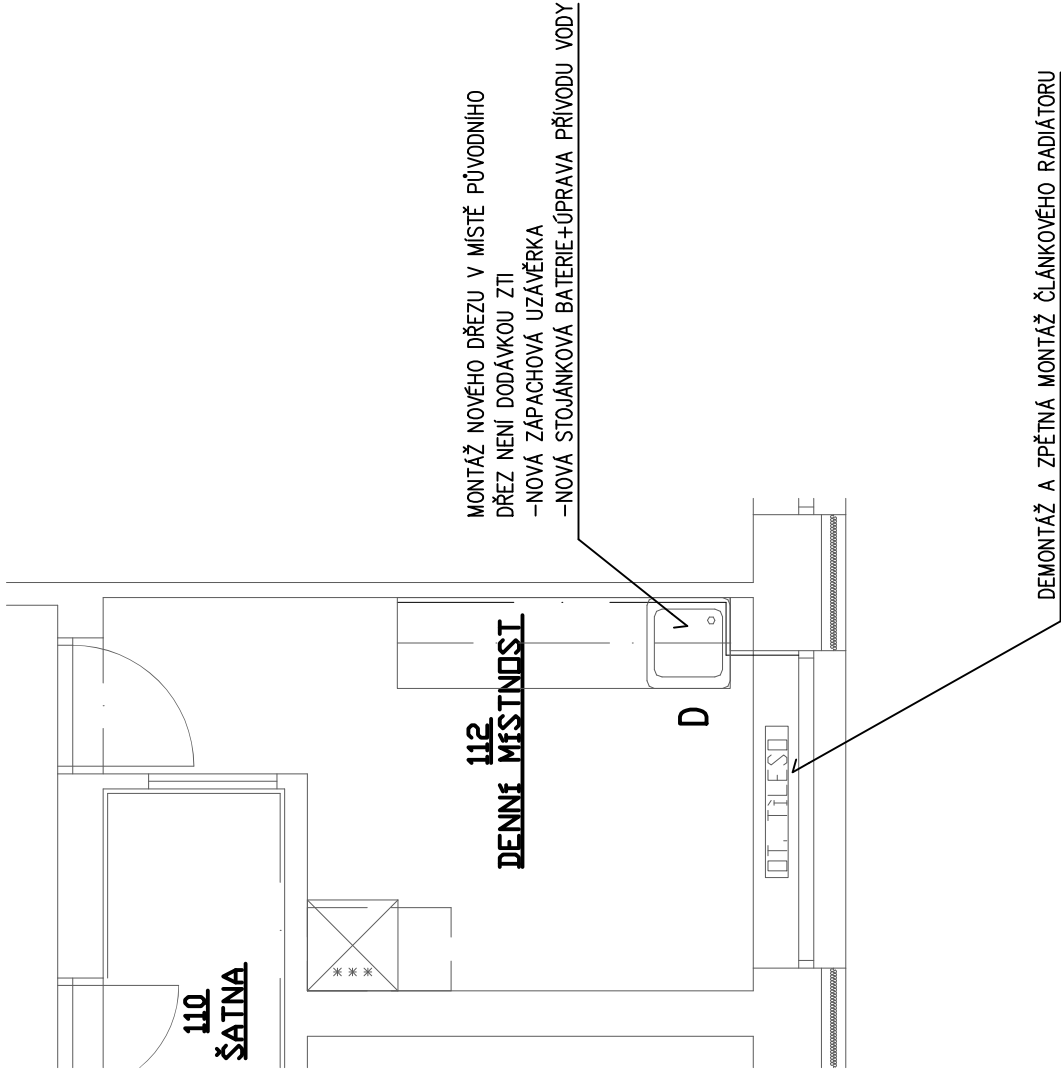 MONTÁŽ NOVÉHO DŘEZU V MÍSTĚ PŮVODNÍHO
DŘEZ NENÍ DODÁVKOU ZTI
-NOVÁ ZÁPACHOVÁ UZÁVĚRKA
-NOVÁ STOJÁNKOVÁ BATERIE+ÚPRAVA PŘÍVODU VODY
DEMONTÁŽ A ZPĚTNÁ MONTÁŽ ČLÁNKOVÉHO RADIÁTORU
112
DENNÍ MÍSTNOST
D
OT. TÌLESO
110
ŠATNA